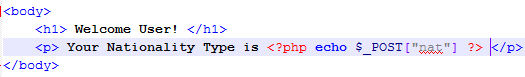 <body>
<h1> Welcome User! </h1>
<p> Your Nationality Type is <?php echo $_POST["nat"] ?> </p>
</body>